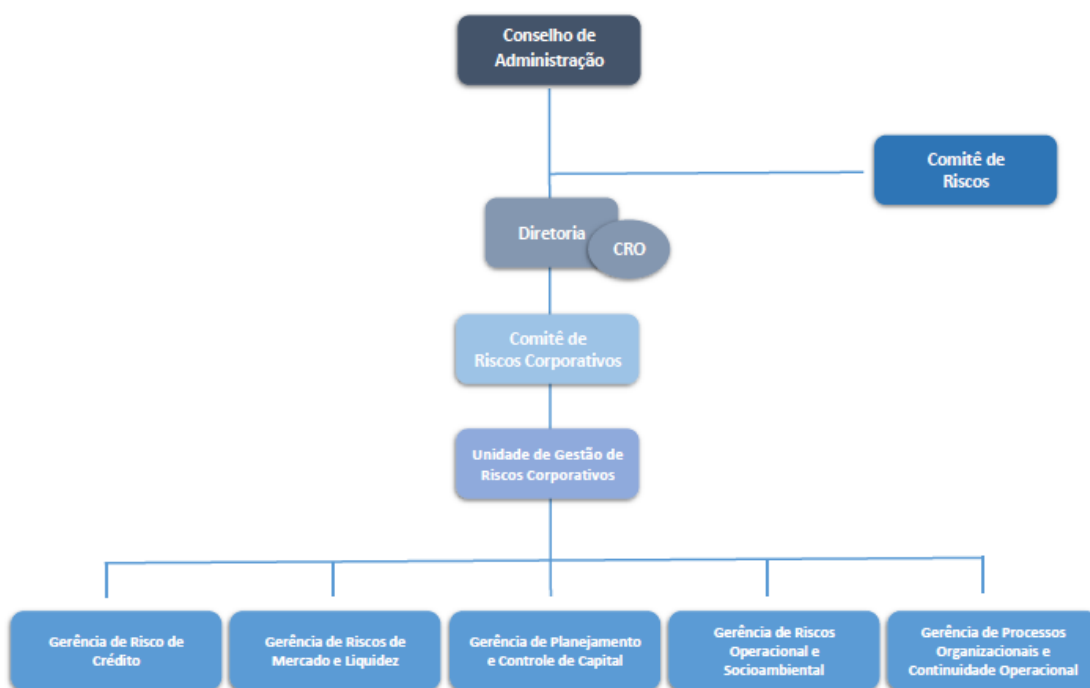 Conselho de
Administração
Comitê de
Riscos
Diretoria
CRO
Comitê de
Riscos Corporativos
Unidade de Gestão de
Riscos Corporativos
Gerência de Risco de
Crédito
Gerência de Riscos de
Mercado e Liquidez
Gerência de Planejamento
e Controle de Capital
Gerência de Riscos
Operacional e
Socioambiental
Gerência de Processos
Organizacionais e
Continuidade Operacional